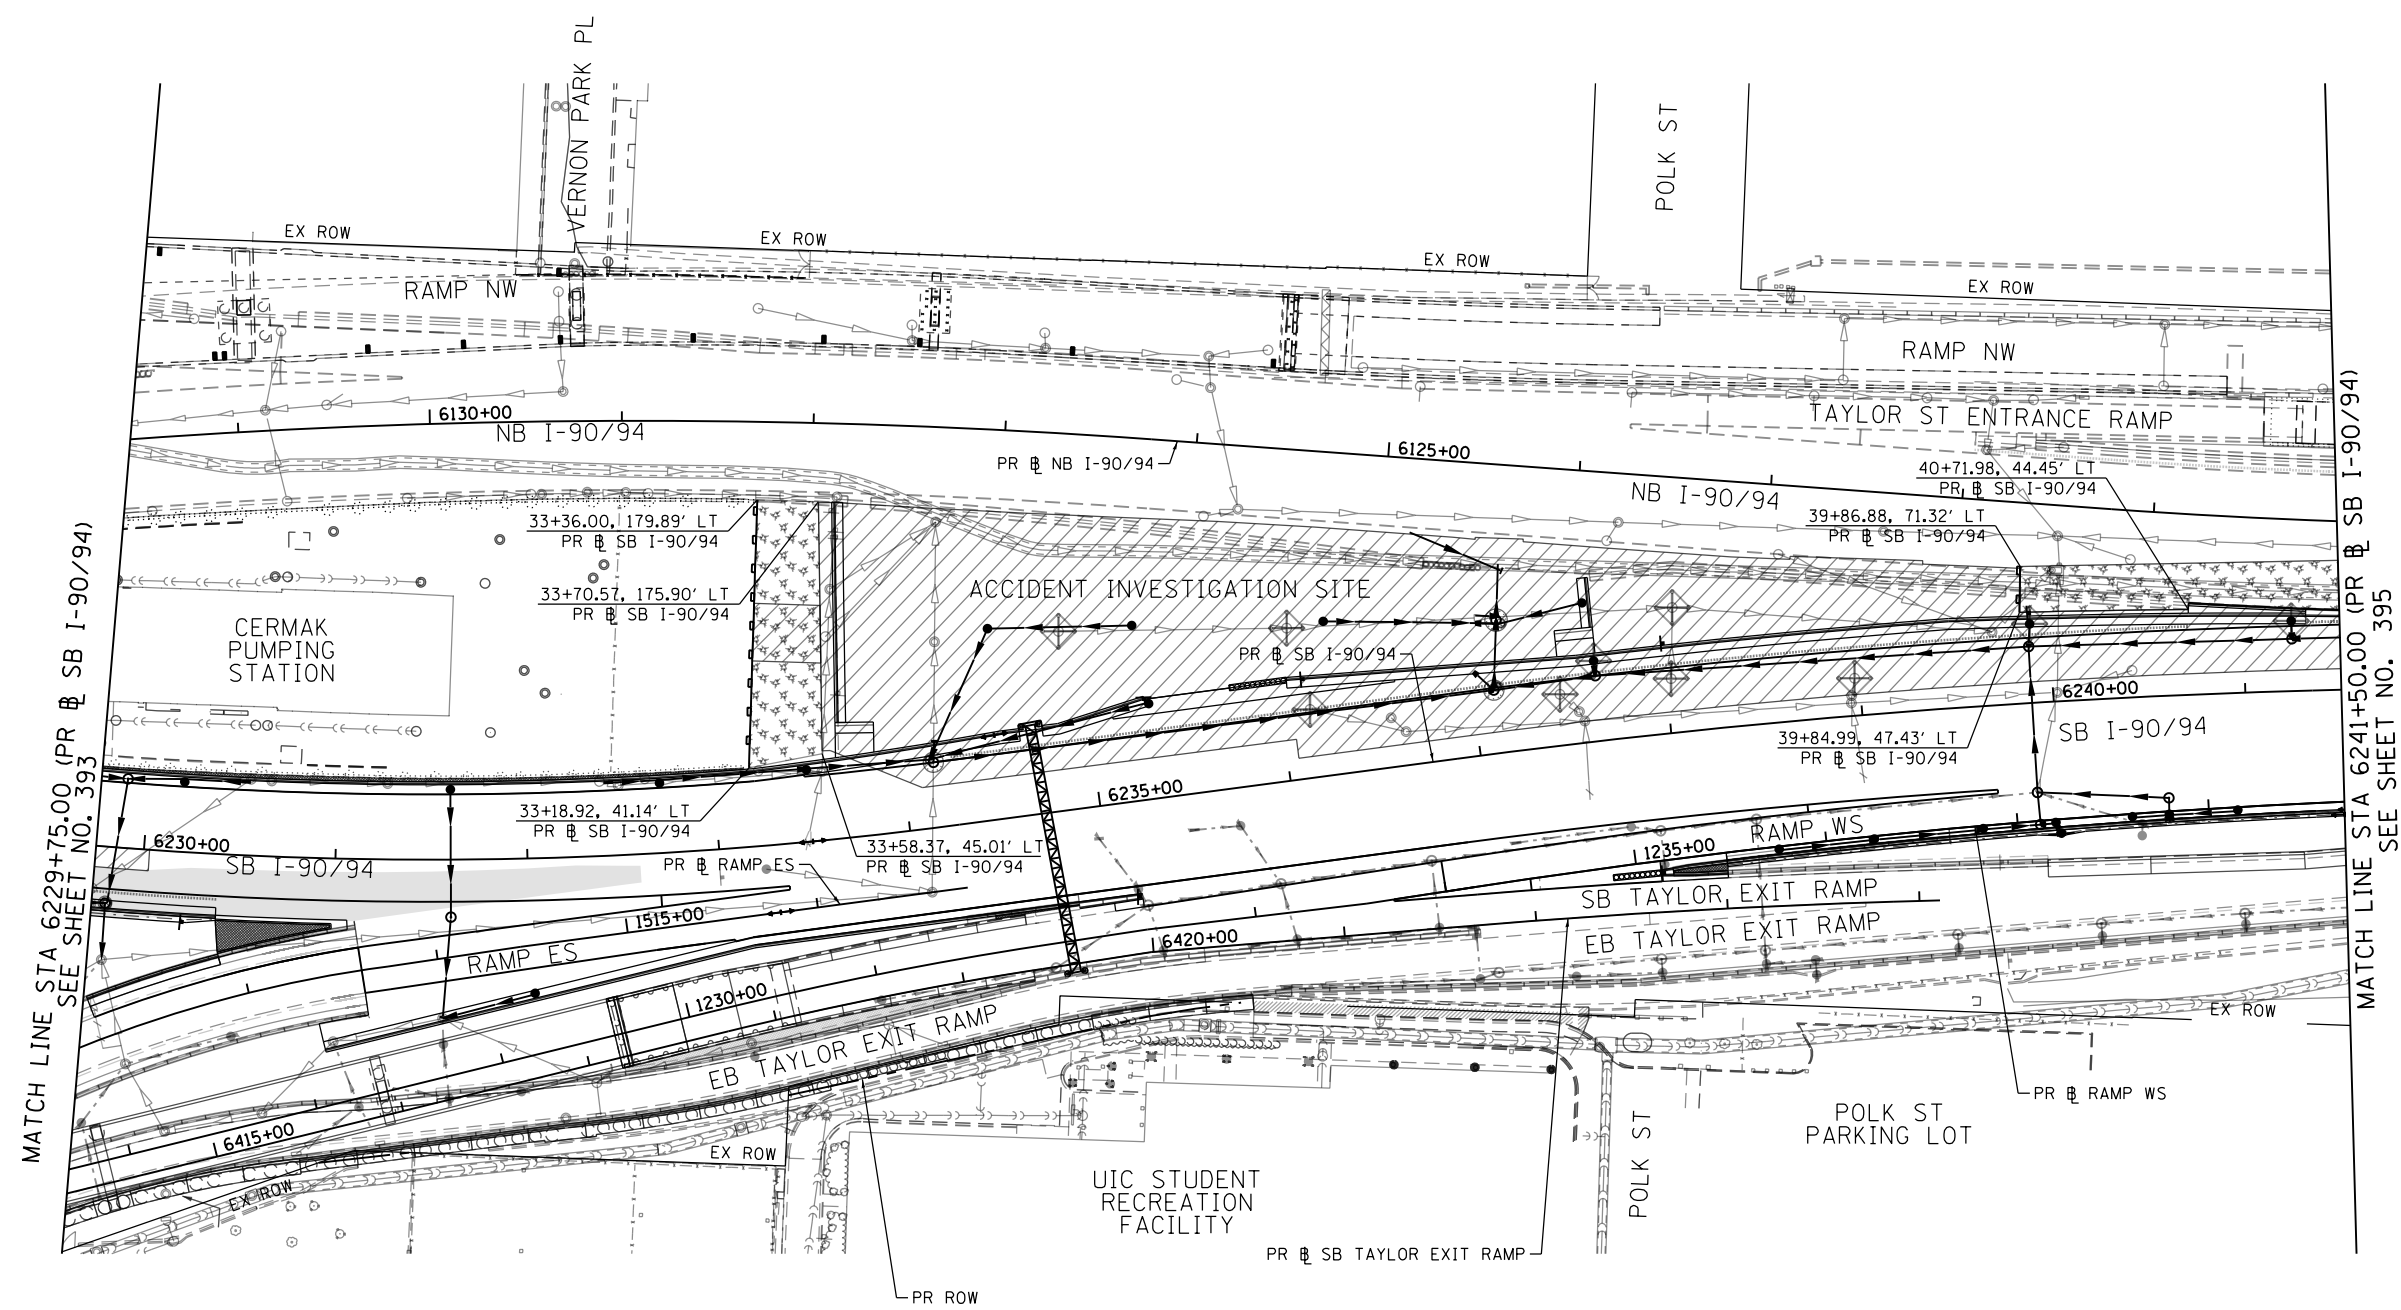 VERNON PARK PL
POLK ST
EX ROW
EX ROW
EX ROW
EX ROW
RAMP NW
RAMP NW
TAYLOR ST ENTRANCE RAMP
6130+00
NB I-90/94
PR ℄ NB I-90/94
6125+00
NB I-90/94
40+71.98, 44.45' LT
PR ℄ SB I-90/94
39+86.88, 71.32' LT
PR ℄ SB I-90/94
33+36.00, 179.89' LT
PR ℄ SB I-90/94
33+70.57, 175.90' LT
PR ℄ SB I-90/94
ACCIDENT INVESTIGATION SITE
CERMAK
PUMPING
STATION
PR ℄ SB I-90/94
6240+00
SB I-90/94
39+84.99, 47.43' LT
PR ℄ SB I-90/94
6235+00
33+18.92, 41.14' LT
PR ℄ SB I-90/94
33+58.37, 45.01' LT
PR ℄ SB I-90/94
6230+00
SB I-90/94
PR ℄ RAMP ES
RAMP WS
1235+00
SB TAYLOR EXIT RAMP
1515+00
6420+00
EB TAYLOR EXIT RAMP
RAMP ES
1230+00
EB TAYLOR EXIT RAMP
EX ROW
6415+00
EX ROW
EX ROW
PR ℄ RAMP WS
POLK ST
PARKING LOT
UIC STUDENT
RECREATION
FACILITY
POLK ST
PR ℄ SB TAYLOR EXIT RAMP
PR ROW
MATCH LINE STA 6229+75.00 (PR ℄ SB I-90/94)
SEE SHEET NO. 393
MATCH LINE STA 6241+50.00 (PR ℄ SB I-90/94)
SEE SHEET NO. 395